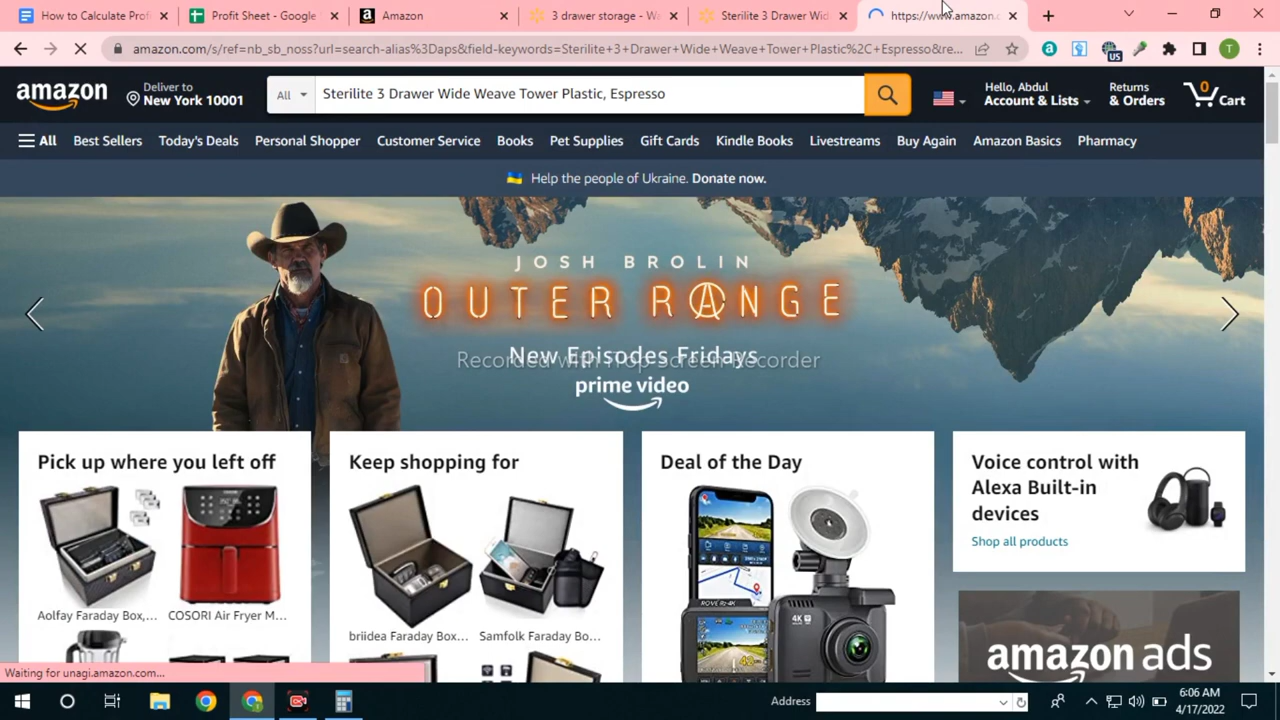 How to Calculate Prof
Profit Sheet - Google
Amazon
3 drawer storage - W
Sterilite 3 Drawer Wid
https://www.amazon.c
amazon.com/s/ref=nb_sb_noss?url=search-alias%3Daps&field-keywords=Sterilite+3+Drawer+Wide+Weave+Tower+Plastic%2C+Espresso&re...
US
T
amazon
Deliver to
New York 10001
All
Sterilite 3 Drawer Wide Weave Tower Plastic, Espresso
Hello, Abdul
Account & Lists
Returns
& Orders
0
Cart
All
Best Sellers
Today's Deals
Personal Shopper
Customer Service
Books
Pet Supplies
Gift Cards
Kindle Books
Livestreams
Buy Again
Amazon Basics
Pharmacy
Help the people of Ukraine. Donate now.
JOSH BROLIN
OUTER RANGE
New Episodes Fridays
Recorded with iTop Screen Recorder
prime video
Pick up where you left off
Aolfay Faraday Box,...
COSORI Air Fryer M...
Keep shopping for
briidea Faraday Box...
Samfolk Faraday Bo...
Deal of the Day
Voice control with
Alexa Built-in
devices
Shop all products
amazon ads
Waiting for unagi.amazon.com...
Address
6:06 AM
4/17/2022